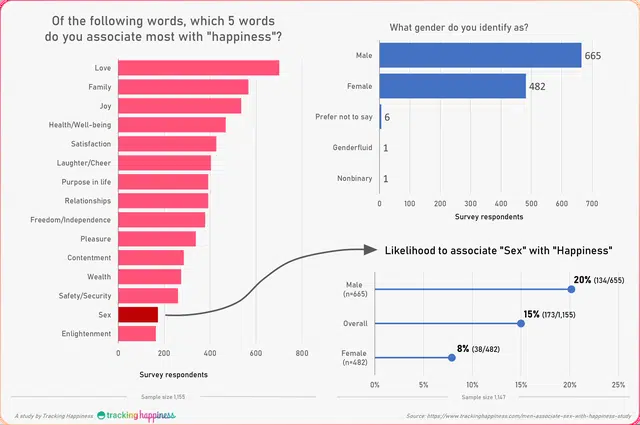 Of the following words, which 5 words
do you associate most with "happiness"?
Love
Family
Joy
Health/Well-being
Satisfaction
Laughter/Cheer
Purpose in life
Relationships
Freedom/Independence
Pleasure
Contentment
Wealth
Safety/Security
Sex
Enlightenment
0 200 400 600 800
Survey respondents
Sample size 1,155
What gender do you identify as?
Male 665
Female 482
Prefer not to say 6
Genderfluid 1
Nonbinary 1
0 100 200 300 400 500 600 700
Survey respondents
Likelihood to associate "Sex" with "Happiness"
Male
(n=665)
20% (134/655)
Overall
15% (173/1,155)
Female
(n=482)
8% (38/482)
0% 5% 10% 15% 20% 25%
Sample size 1,147
A study by Tracking Happiness
tracking happiness
Source: https://www.trackinghappiness.com/men-associate-sex-with-happiness-study